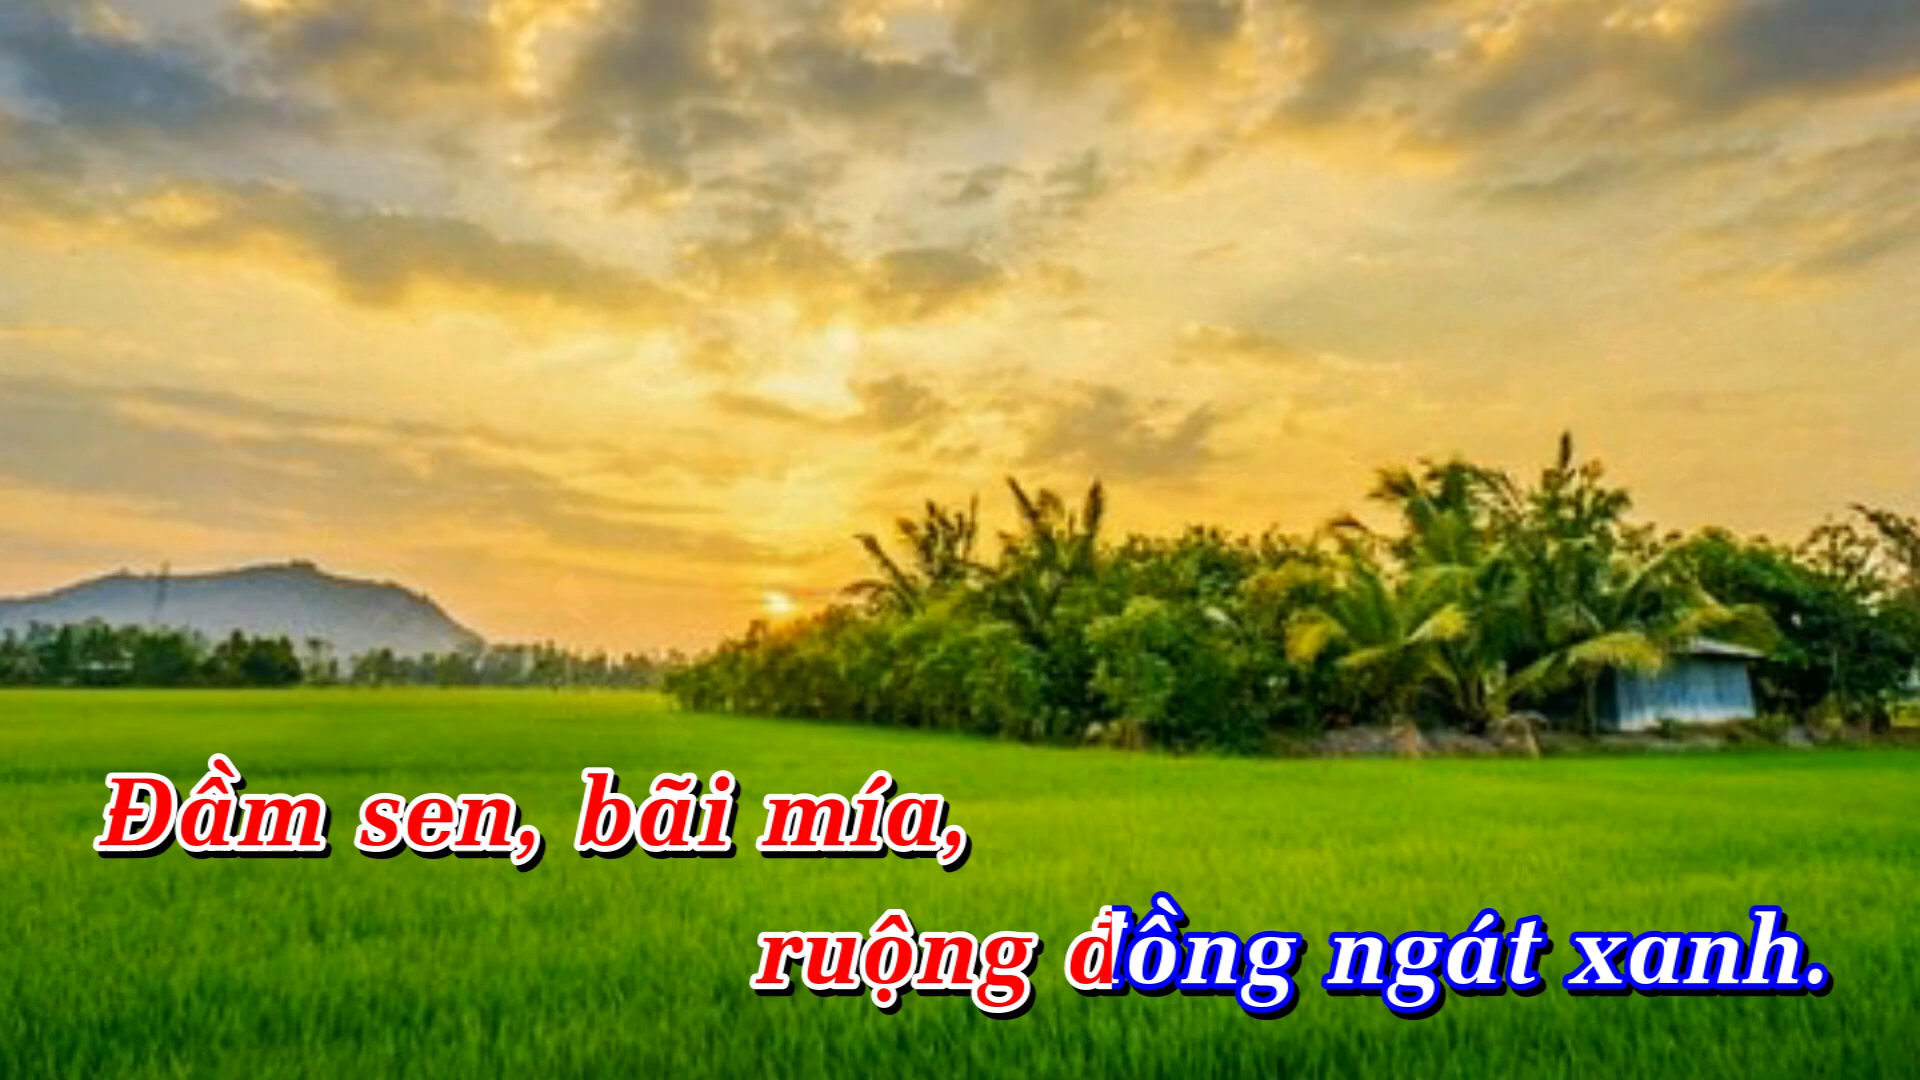 Đầm sen, bãi mía,
ruộng đồng ngát xanh.